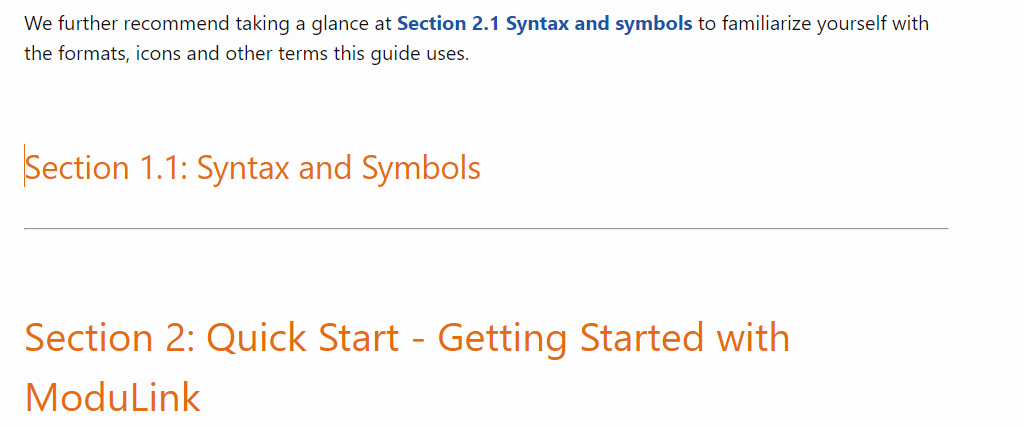 We further recommend taking a glance at Section 2.1 Syntax and symbols to familiarize yourself with
the formats, icons and other terms this guide uses.
Section 1.1: Syntax and Symbols
Section 2: Quick Start - Getting Started with
ModuLink